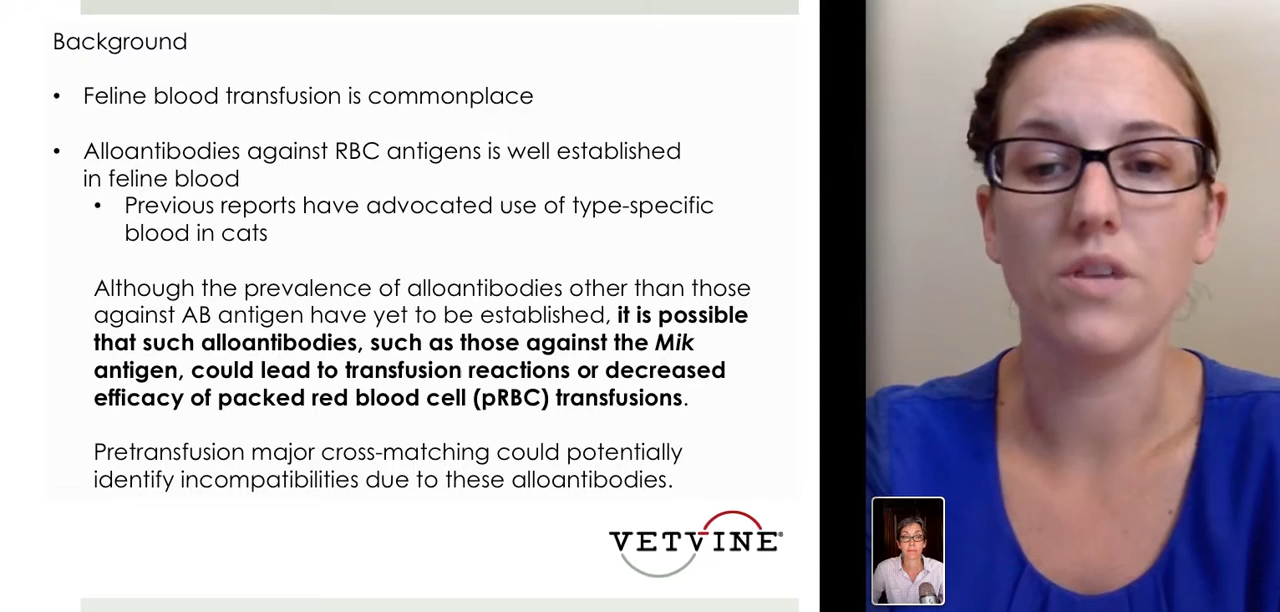 Background
• Feline blood transfusion is commonplace
• Alloantibodies against RBC antigens is well established
in feline blood
• Previous reports have advocated use of type-specific
blood in cats
Although the prevalence of alloantibodies other than those
against AB antigen have yet to be established, it is possible
that such alloantibodies, such as those against the Mik
antigen, could lead to transfusion reactions or decreased
efficacy of packed red blood cell (pRBC) transfusions.
Pretransfusion major cross-matching could potentially
identify incompatibilities due to these alloantibodies.
VETVINE®